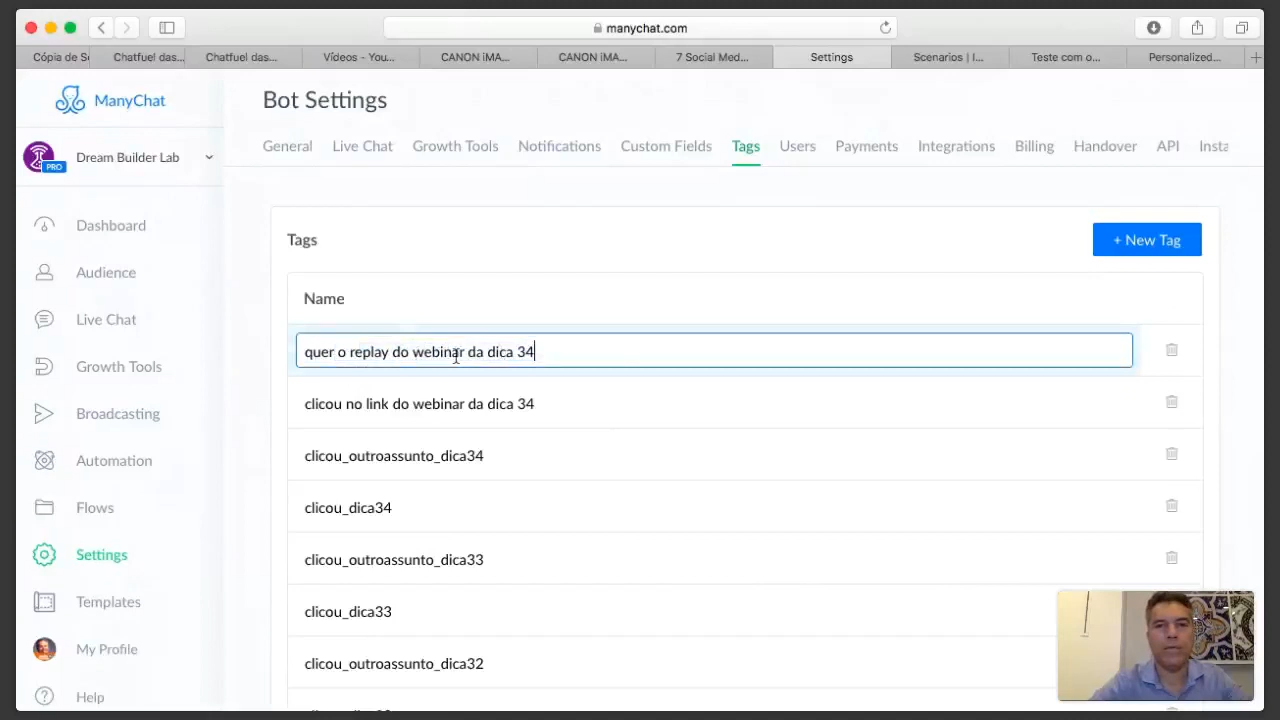 manychat.com
Cópia de Se
Chatfuel das...
Chatfuel das...
Vídeos - You...
CANON iMA...
CANON iMA...
7 Social Med...
Settings
Scenarios | I...
Teste com o...
Personalized...
ManyChat
Bot Settings
Dream Builder Lab
PRO
General
Live Chat
Growth Tools
Notifications
Custom Fields
Tags
Users
Payments
Integrations
Billing
Handover
API
Insta
Dashboard
Audience
Live Chat
Growth Tools
Broadcasting
Automation
Flows
Settings
Templates
My Profile
Help
Tags
+ New Tag
Name
quer o replay do webinar da dica 34
clicou no link do webinar da dica 34
clicou_outroassunto_dica34
clicou_dica34
clicou_outroassunto_dica33
clicou_dica33
clicou_outroassunto_dica32